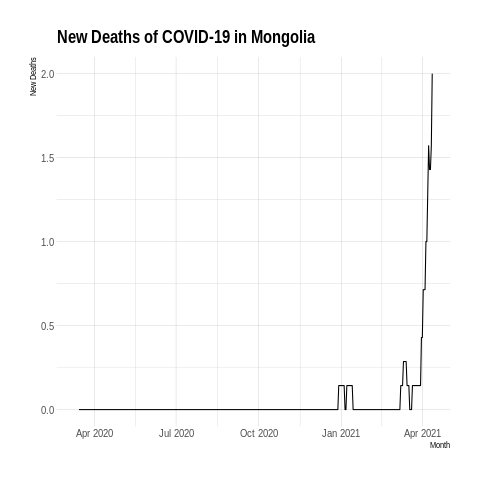 New Deaths of COVID-19 in Mongolia
New Deaths
2.0
1.5
1.0
0.5
0.0
Apr 2020 Jul 2020 Oct 2020 Jan 2021 Apr 2021
Month